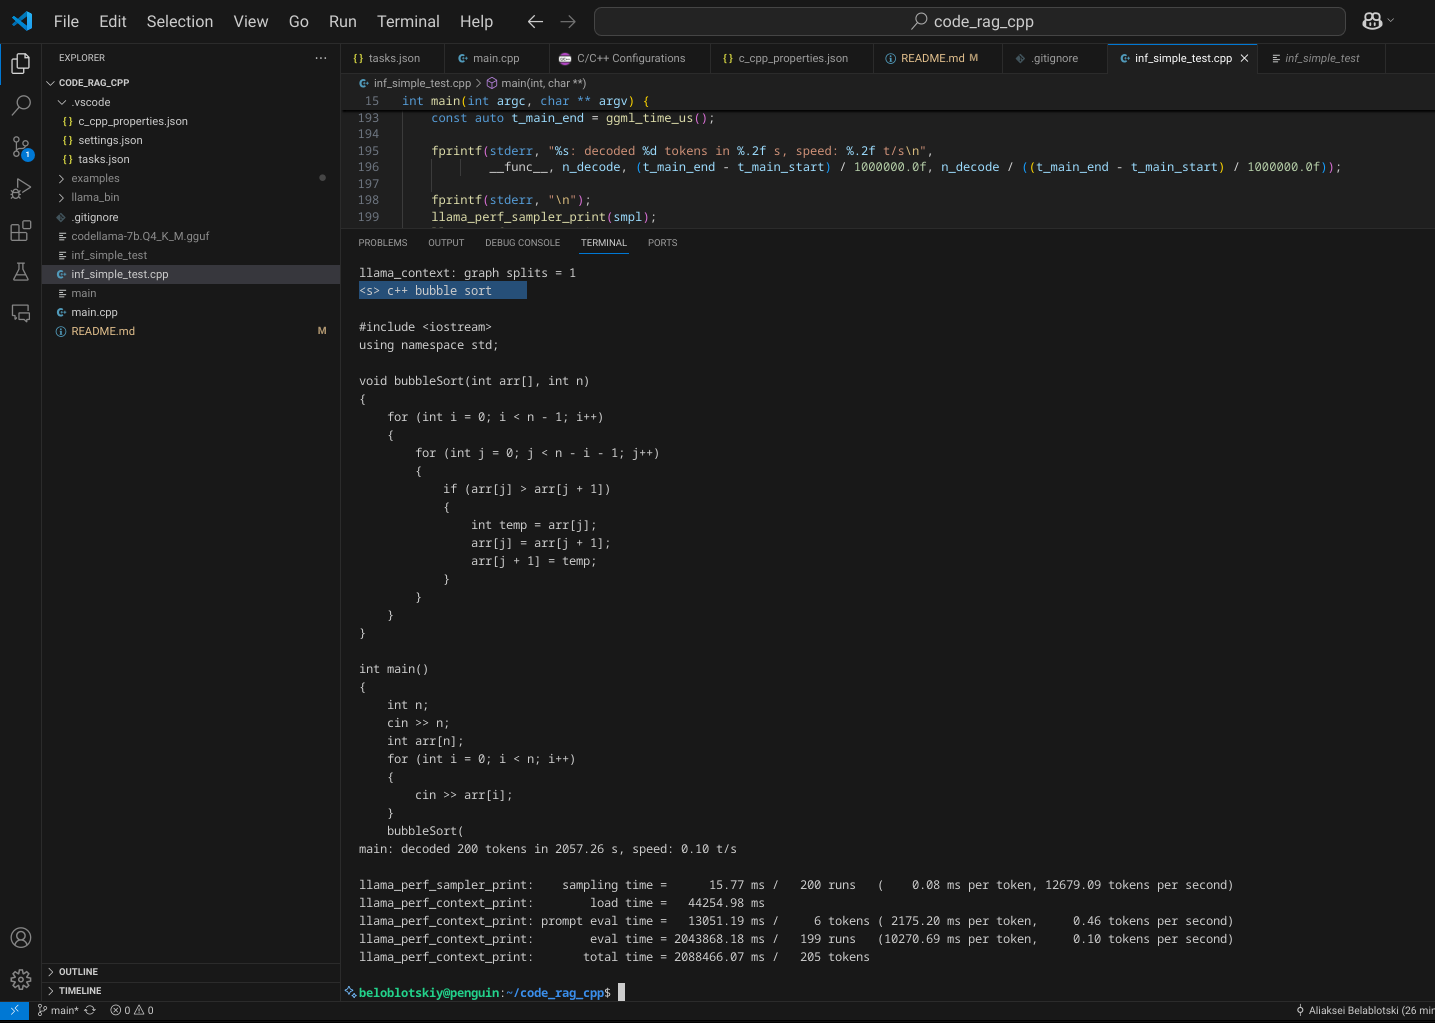 File Edit Selection View Go Run Terminal Help
code_rag_cpp
EXPLORER
CODE_RAG_CPP
.vscode
{} c_cpp_properties.json
{} settings.json
{} tasks.json
examples
llama_bin
.gitignore
codellama-7b.Q4_K_M.gguf
inf_simple_test
inf_simple_test.cpp
main
main.cpp
README.md M
OUTLINE
TIMELINE
1
{} tasks.json
main.cpp
C/C++ Configurations
{} c_cpp_properties.json
README.md M
.gitignore
inf_simple_test.cpp
inf_simple_test
inf_simple_test.cpp > main(int, char **)
15 int main(int argc, char ** argv) {
193 const auto t_main_end = ggml_time_us();
194
195 fprintf(stderr, "%s: decoded %d tokens in %.2f s, speed: %.2f t/s\n",
196 __func__, n_decode, (t_main_end - t_main_start) / 1000000.0f, n_decode / ((t_main_end - t_main_start) / 1000000.0f));
197
198 fprintf(stderr, "\n");
199 llama_perf_sampler_print(smpl);
PROBLEMS OUTPUT DEBUG CONSOLE TERMINAL PORTS
llama_context: graph splits = 1
<s> c++ bubble sort
#include <iostream>
using namespace std;
void bubbleSort(int arr[], int n)
{
for (int i = 0; i < n - 1; i++)
{
for (int j = 0; j < n - i - 1; j++)
{
if (arr[j] > arr[j + 1])
{
int temp = arr[j];
arr[j] = arr[j + 1];
arr[j + 1] = temp;
}
}
}
}
int main()
{
int n;
cin >> n;
int arr[n];
for (int i = 0; i < n; i++)
{
cin >> arr[i];
}
bubbleSort(
main: decoded 200 tokens in 2057.26 s, speed: 0.10 t/s
llama_perf_sampler_print: sampling time = 15.77 ms / 200 runs ( 0.08 ms per token, 12679.09 tokens per second)
llama_perf_context_print: load time = 44254.98 ms
llama_perf_context_print: prompt eval time = 13051.19 ms / 6 tokens ( 2175.20 ms per token, 0.46 tokens per second)
llama_perf_context_print: eval time = 2043868.18 ms / 199 runs (10270.69 ms per token, 0.10 tokens per second)
llama_perf_context_print: total time = 2088466.07 ms / 205 tokens
beloblotskiy@penguin:~/code_rag_cpp$
main* 0 0
Aliaksei Belablotski (26 min